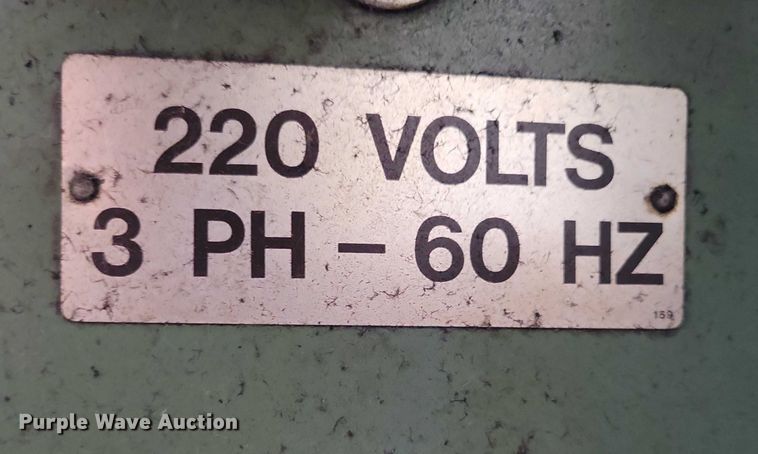 220 VOLTS
3 PH – 60 HZ
159
Purple Wave Auction